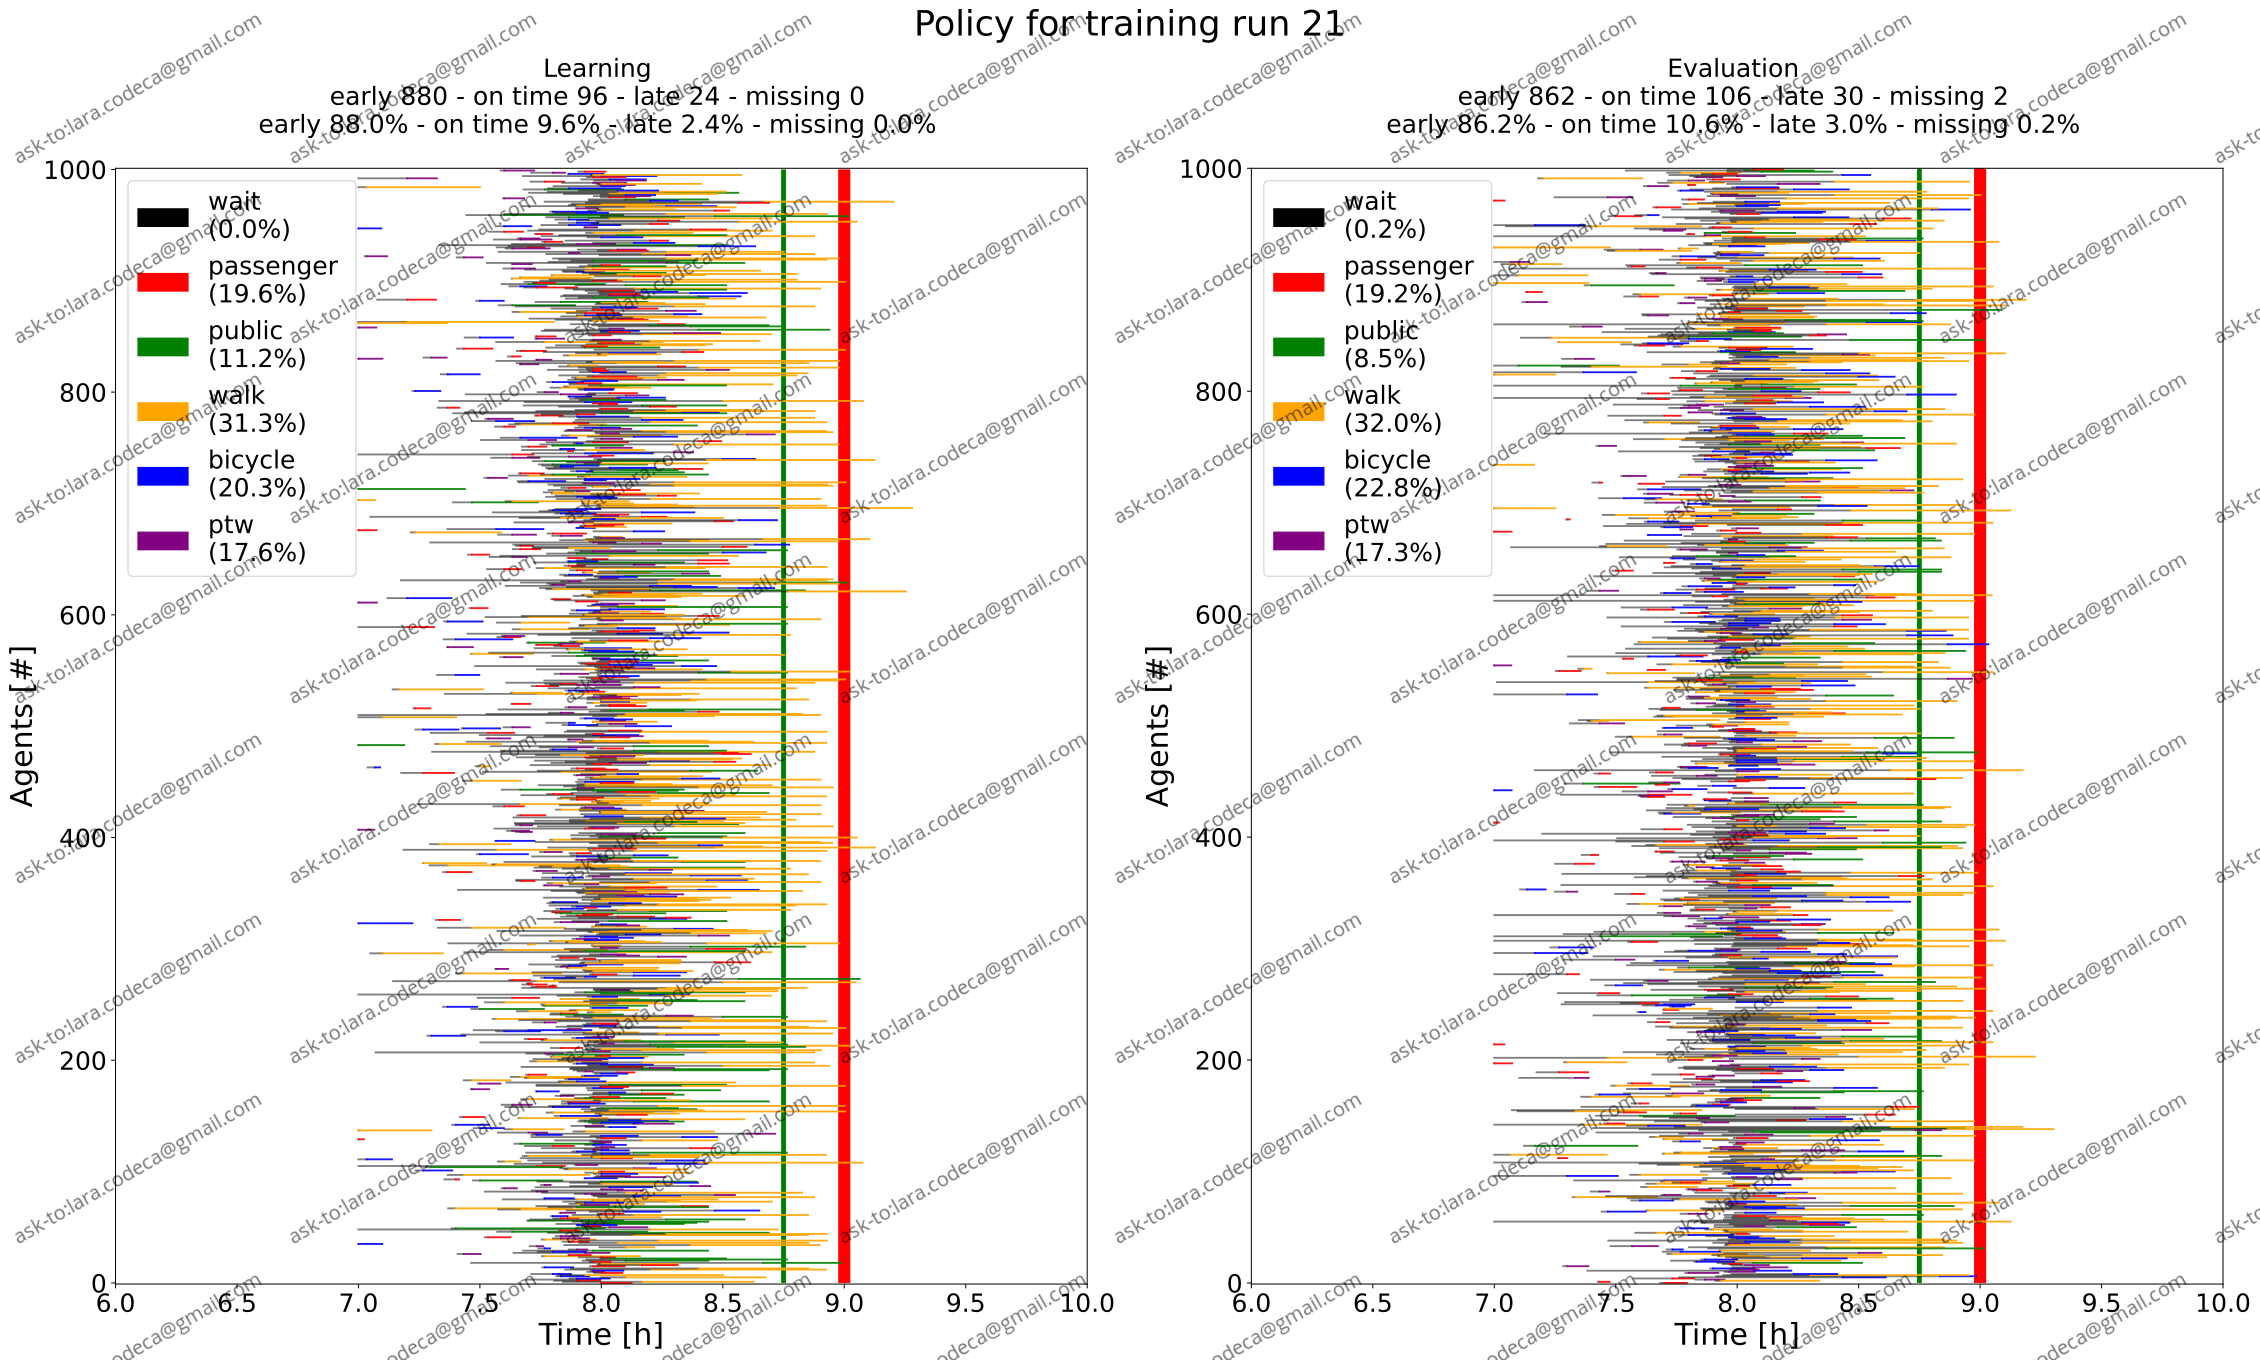 Policy for training run 21
Learning
early 880 - on time 96 - late 24 - missing 0
early 88.0% - on time 9.6% - late 2.4% - missing 0.0%
Evaluation
early 862 - on time 106 - late 30 - missing 2
early 86.2% - on time 10.6% - late 3.0% - missing 0.2%
wait
(0.0%)
passenger
(19.6%)
public
(11.2%)
walk
(31.3%)
bicycle
(20.3%)
ptw
(17.6%)
1000
800
600
400
200
0
Agents [#]
6.0 6.5 7.0 7.5 8.0 8.5 9.0 9.5 10.0
Time [h]
wait
(0.2%)
passenger
(19.2%)
public
(8.5%)
walk
(32.0%)
bicycle
(22.8%)
ptw
(17.3%)
1000
800
600
400
200
0
Agents [#]
6.0 6.5 7.0 7.5 8.0 8.5 9.0 9.5 10.0
Time [h]
ask-to:lara.codeca@gmail.com